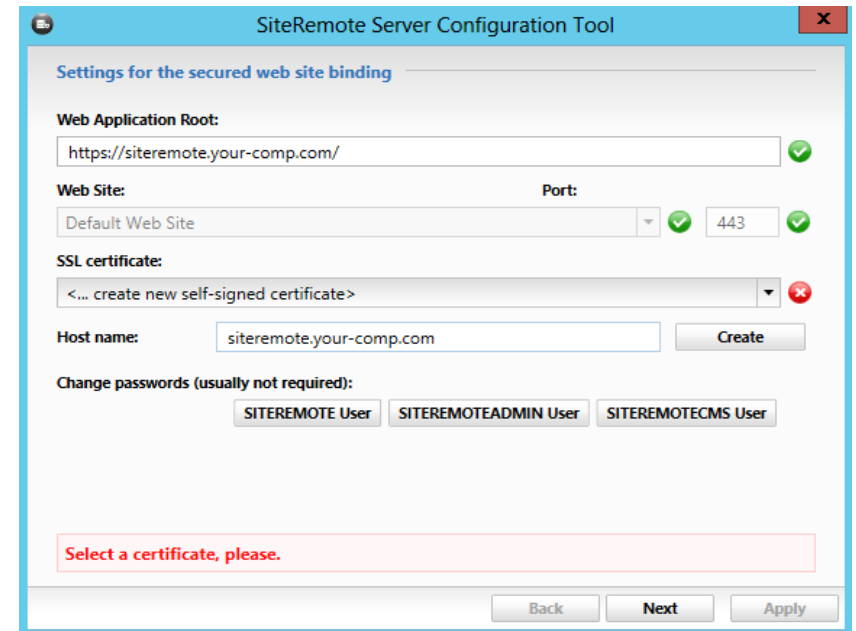 SiteRemote Server Configuration Tool
x
Settings for the secured web site binding
Web Application Root:
https://siteremote.your-comp.com/
Web Site: Port:
Default Web Site 443
SSL certificate:
<... create new self-signed certificate>
Host name: siteremote.your-comp.com Create
Change passwords (usually not required):
SITEREMOTE User SITEREMOTEADMIN User SITEREMOTECMS User
Select a certificate, please.
Back Next Apply